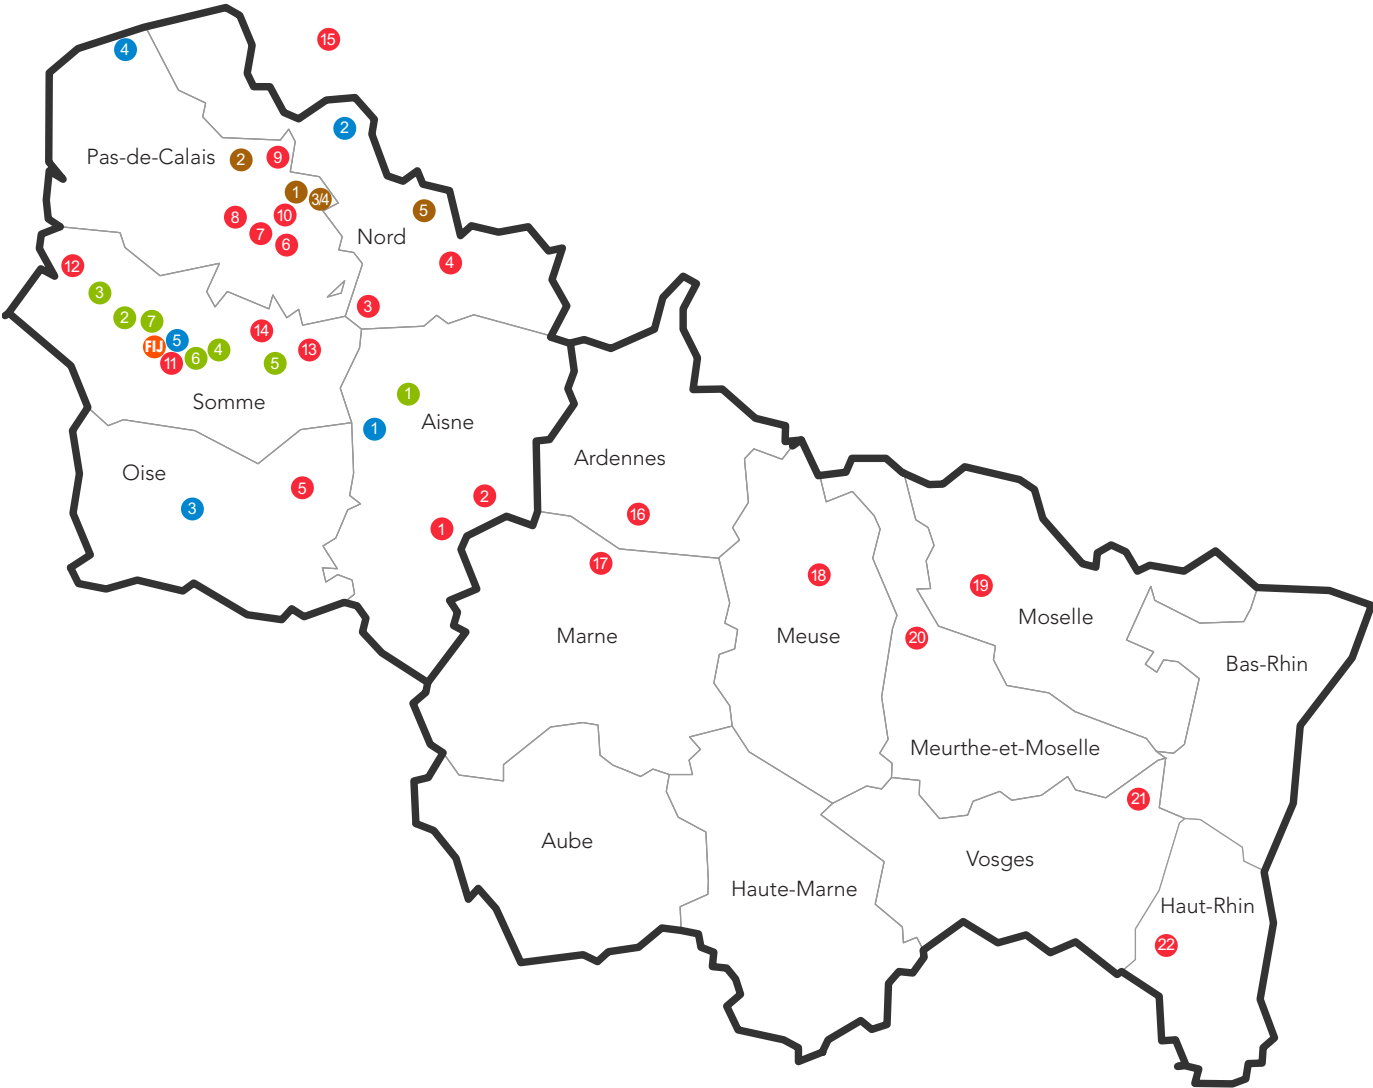 15
4
2
Pas-de-Calais
2
9
1
3/4
5
8
10
7
6
Nord
4
12
3
3
2
7
14
5
FIJ
11
6
4
13
5
Somme
1
Aisne
1
Oise
3
5
2
1
Ardennes
16
17
18
19
Moselle
Marne
Meuse
20
Bas-Rhin
Meurthe-et-Moselle
21
Aube
Vosges
Haute-Marne
Haut-Rhin
22